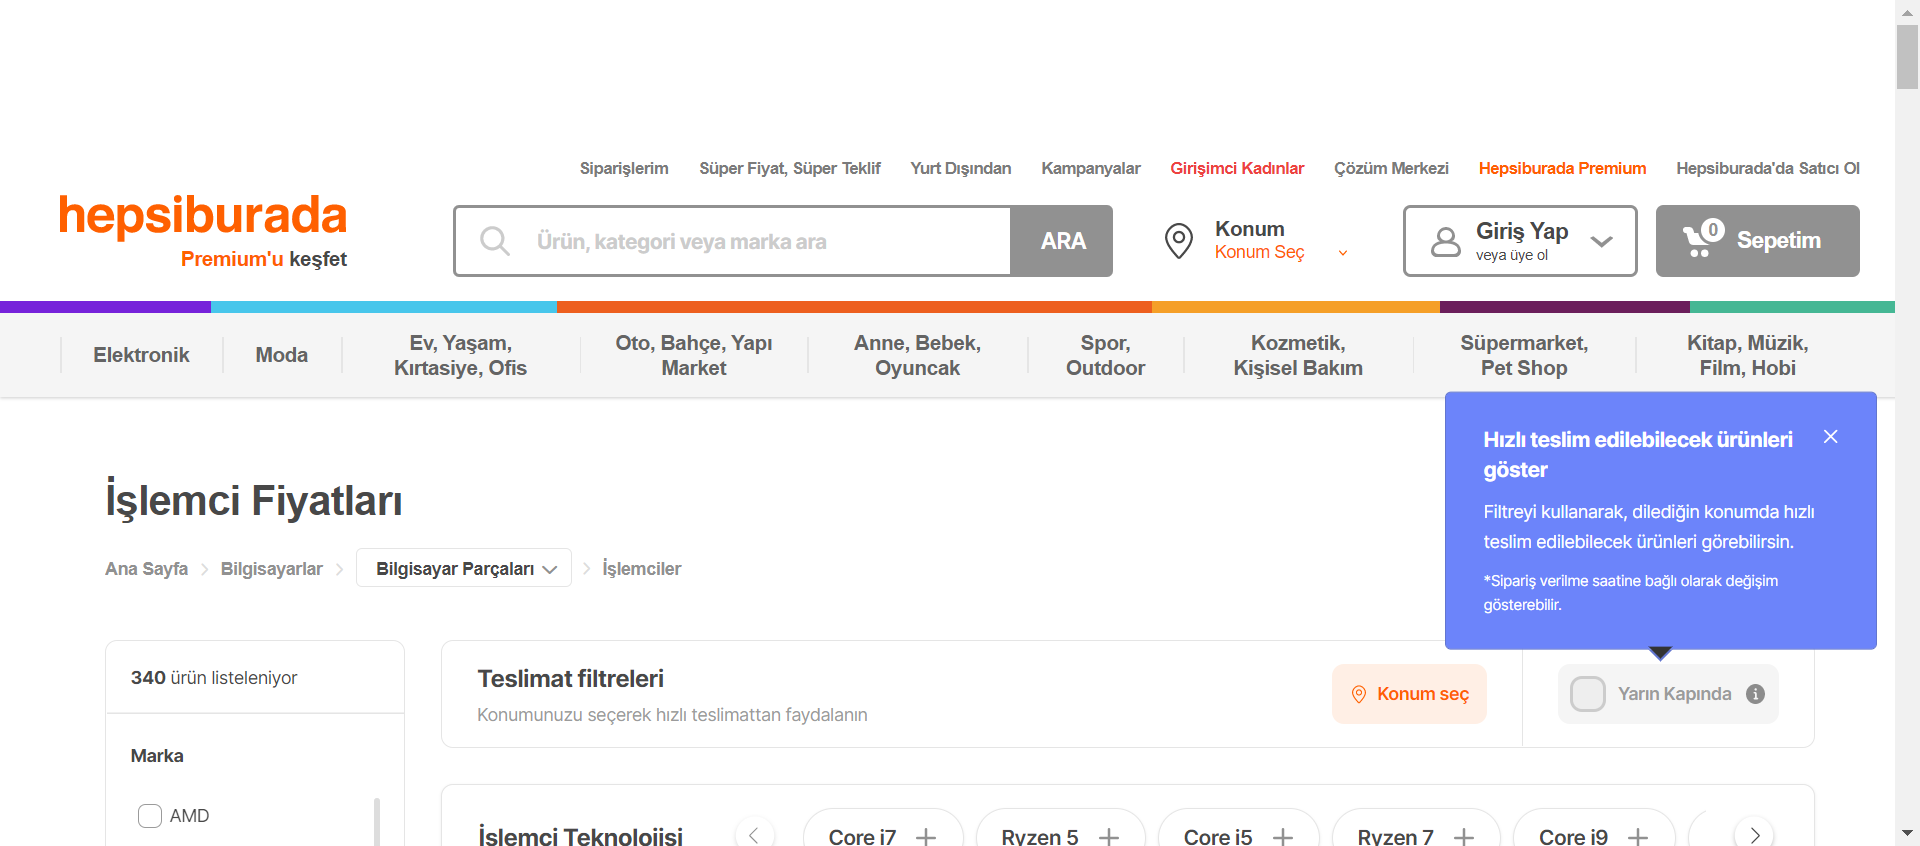 Siparişlerim
Süper Fiyat, Süper Teklif
Yurt Dışından
Kampanyalar
Girişimci Kadınlar
Çözüm Merkezi
Hepsiburada Premium
Hepsiburada'da Satıcı Ol
hepsiburada
Premium'u keşfet
Ürün, kategori veya marka ara
ARA
Konum
Konum Seç
Giriş Yap
veya üye ol
0
Sepetim
Elektronik
Moda
Ev, Yaşam,
Kırtasiye, Ofis
Oto, Bahçe, Yapı
Market
Anne, Bebek,
Oyuncak
Spor,
Outdoor
Kozmetik,
Kişisel Bakım
Süpermarket,
Pet Shop
Kitap, Müzik,
Film, Hobi
Hızlı teslim edilebilecek ürünleri
göster
Filtreyi kullanarak, dilediğin konumda hızlı
teslim edilebilecek ürünleri görebilirsin.
*Sipariş verilme saatine bağlı olarak değişim
gösterebilir.
İşlemci Fiyatları
Ana Sayfa
Bilgisayarlar
Bilgisayar Parçaları
İşlemciler
340 ürün listeleniyor
Marka
AMD
Teslimat filtreleri
Konumunuzu seçerek hızlı teslimattan faydalanın
Konum seç
Yarın Kapında
İşlemci Teknolojisi
Core i7
Ryzen 5
Core i5
Ryzen 7
Core i9